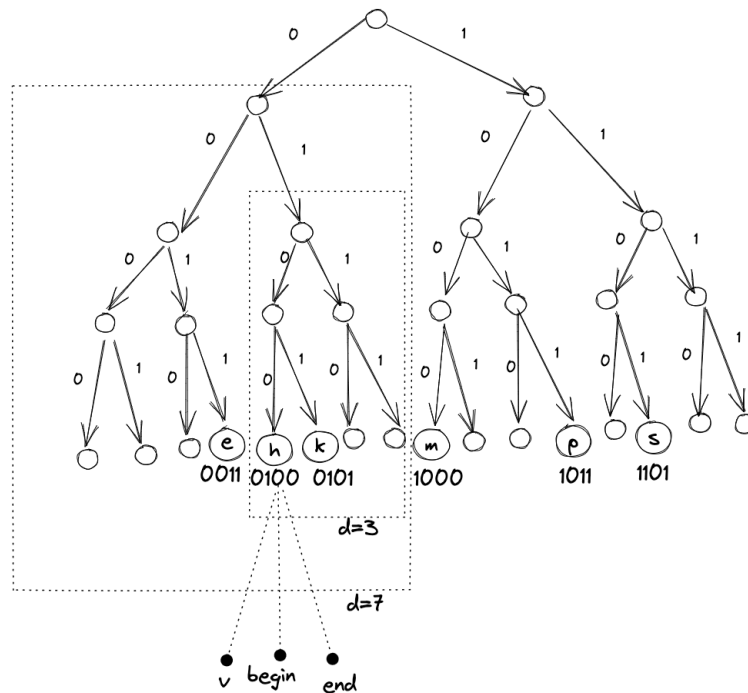 0 1
0 1 0 1
0 1 0 1 0 1 0 1
0 1 0 1 0 1 0 1 0 1 0 1 0 1 0 1
e h k m p s
0011 0100 0101 1000 1011 1101
d=3
d=7
v begin end